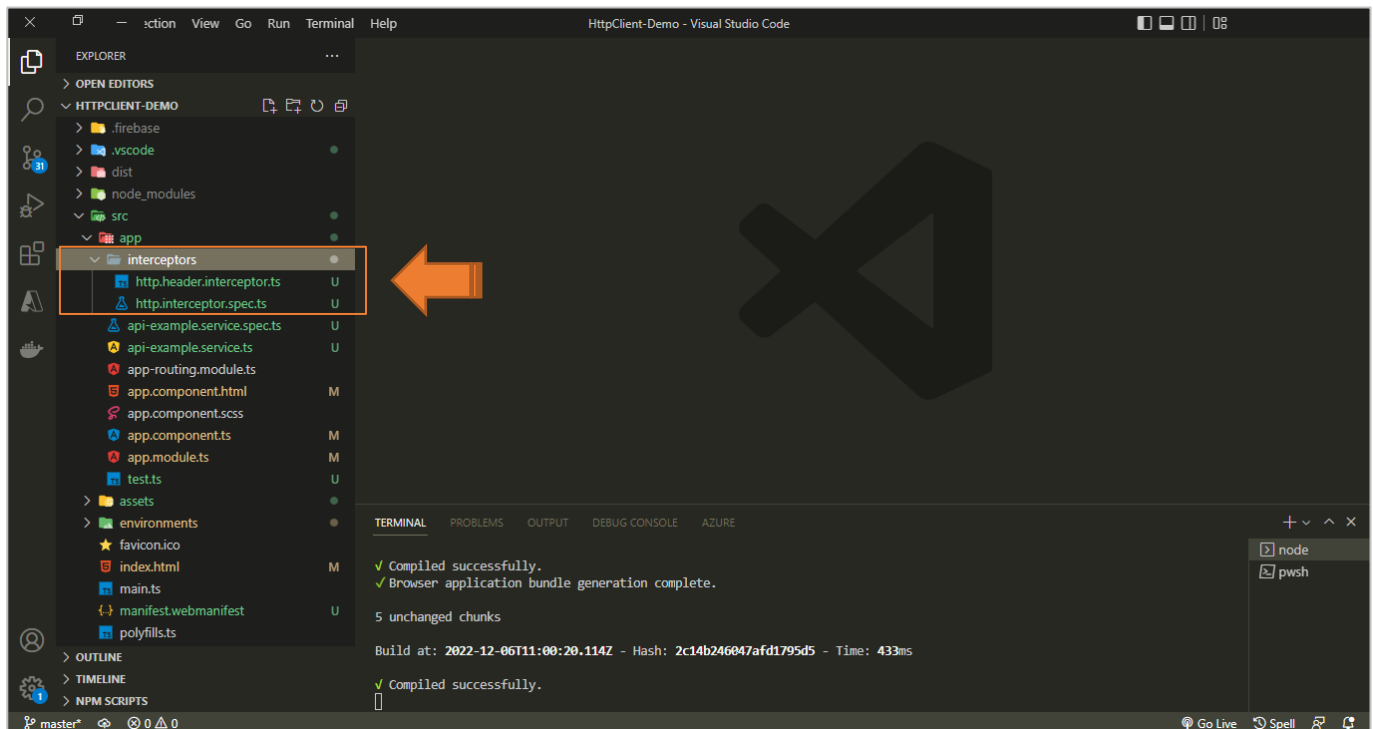 ection View Go Run Terminal Help HttpClient-Demo - Visual Studio Code
EXPLORER
OPEN EDITORS
HTTPCLIENT-DEMO
.firebase
.vscode
31
dist
node_modules
src
app
interceptors
http.header.interceptor.ts U
http.interceptor.spec.ts U
api-example.service.spec.ts U
api-example.service.ts U
app-routing.module.ts
app.component.html M
app.component.scss
app.component.ts M
app.module.ts M
test.ts U
assets
environments
favicon.ico
index.html M
main.ts
manifest.webmanifest U
polyfills.ts
OUTLINE
TIMELINE
1
NPM SCRIPTS
TERMINAL PROBLEMS OUTPUT DEBUG CONSOLE AZURE
node
pwsh
√ Compiled successfully.
√ Browser application bundle generation complete.
5 unchanged chunks
Build at: 2022-12-06T11:00:20.114Z - Hash: 2c14b246047afd1795d5 - Time: 433ms
√ Compiled successfully.
master* 0 0 Go Live Spell